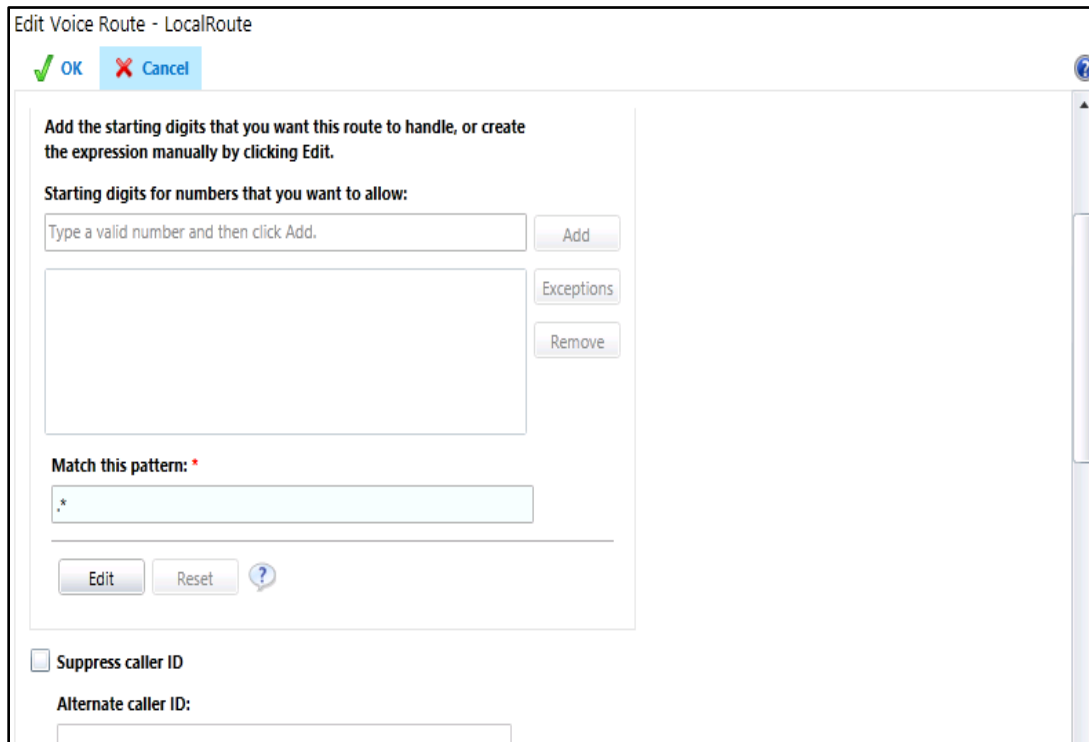 Edit Voice Route - LocalRoute
OK Cancel
?
Add the starting digits that you want this route to handle, or create
the expression manually by clicking Edit.
Starting digits for numbers that you want to allow:
Type a valid number and then click Add.
Add
Exceptions
Remove
Match this pattern: *
.*
Edit Reset ?
Suppress caller ID
Alternate caller ID: